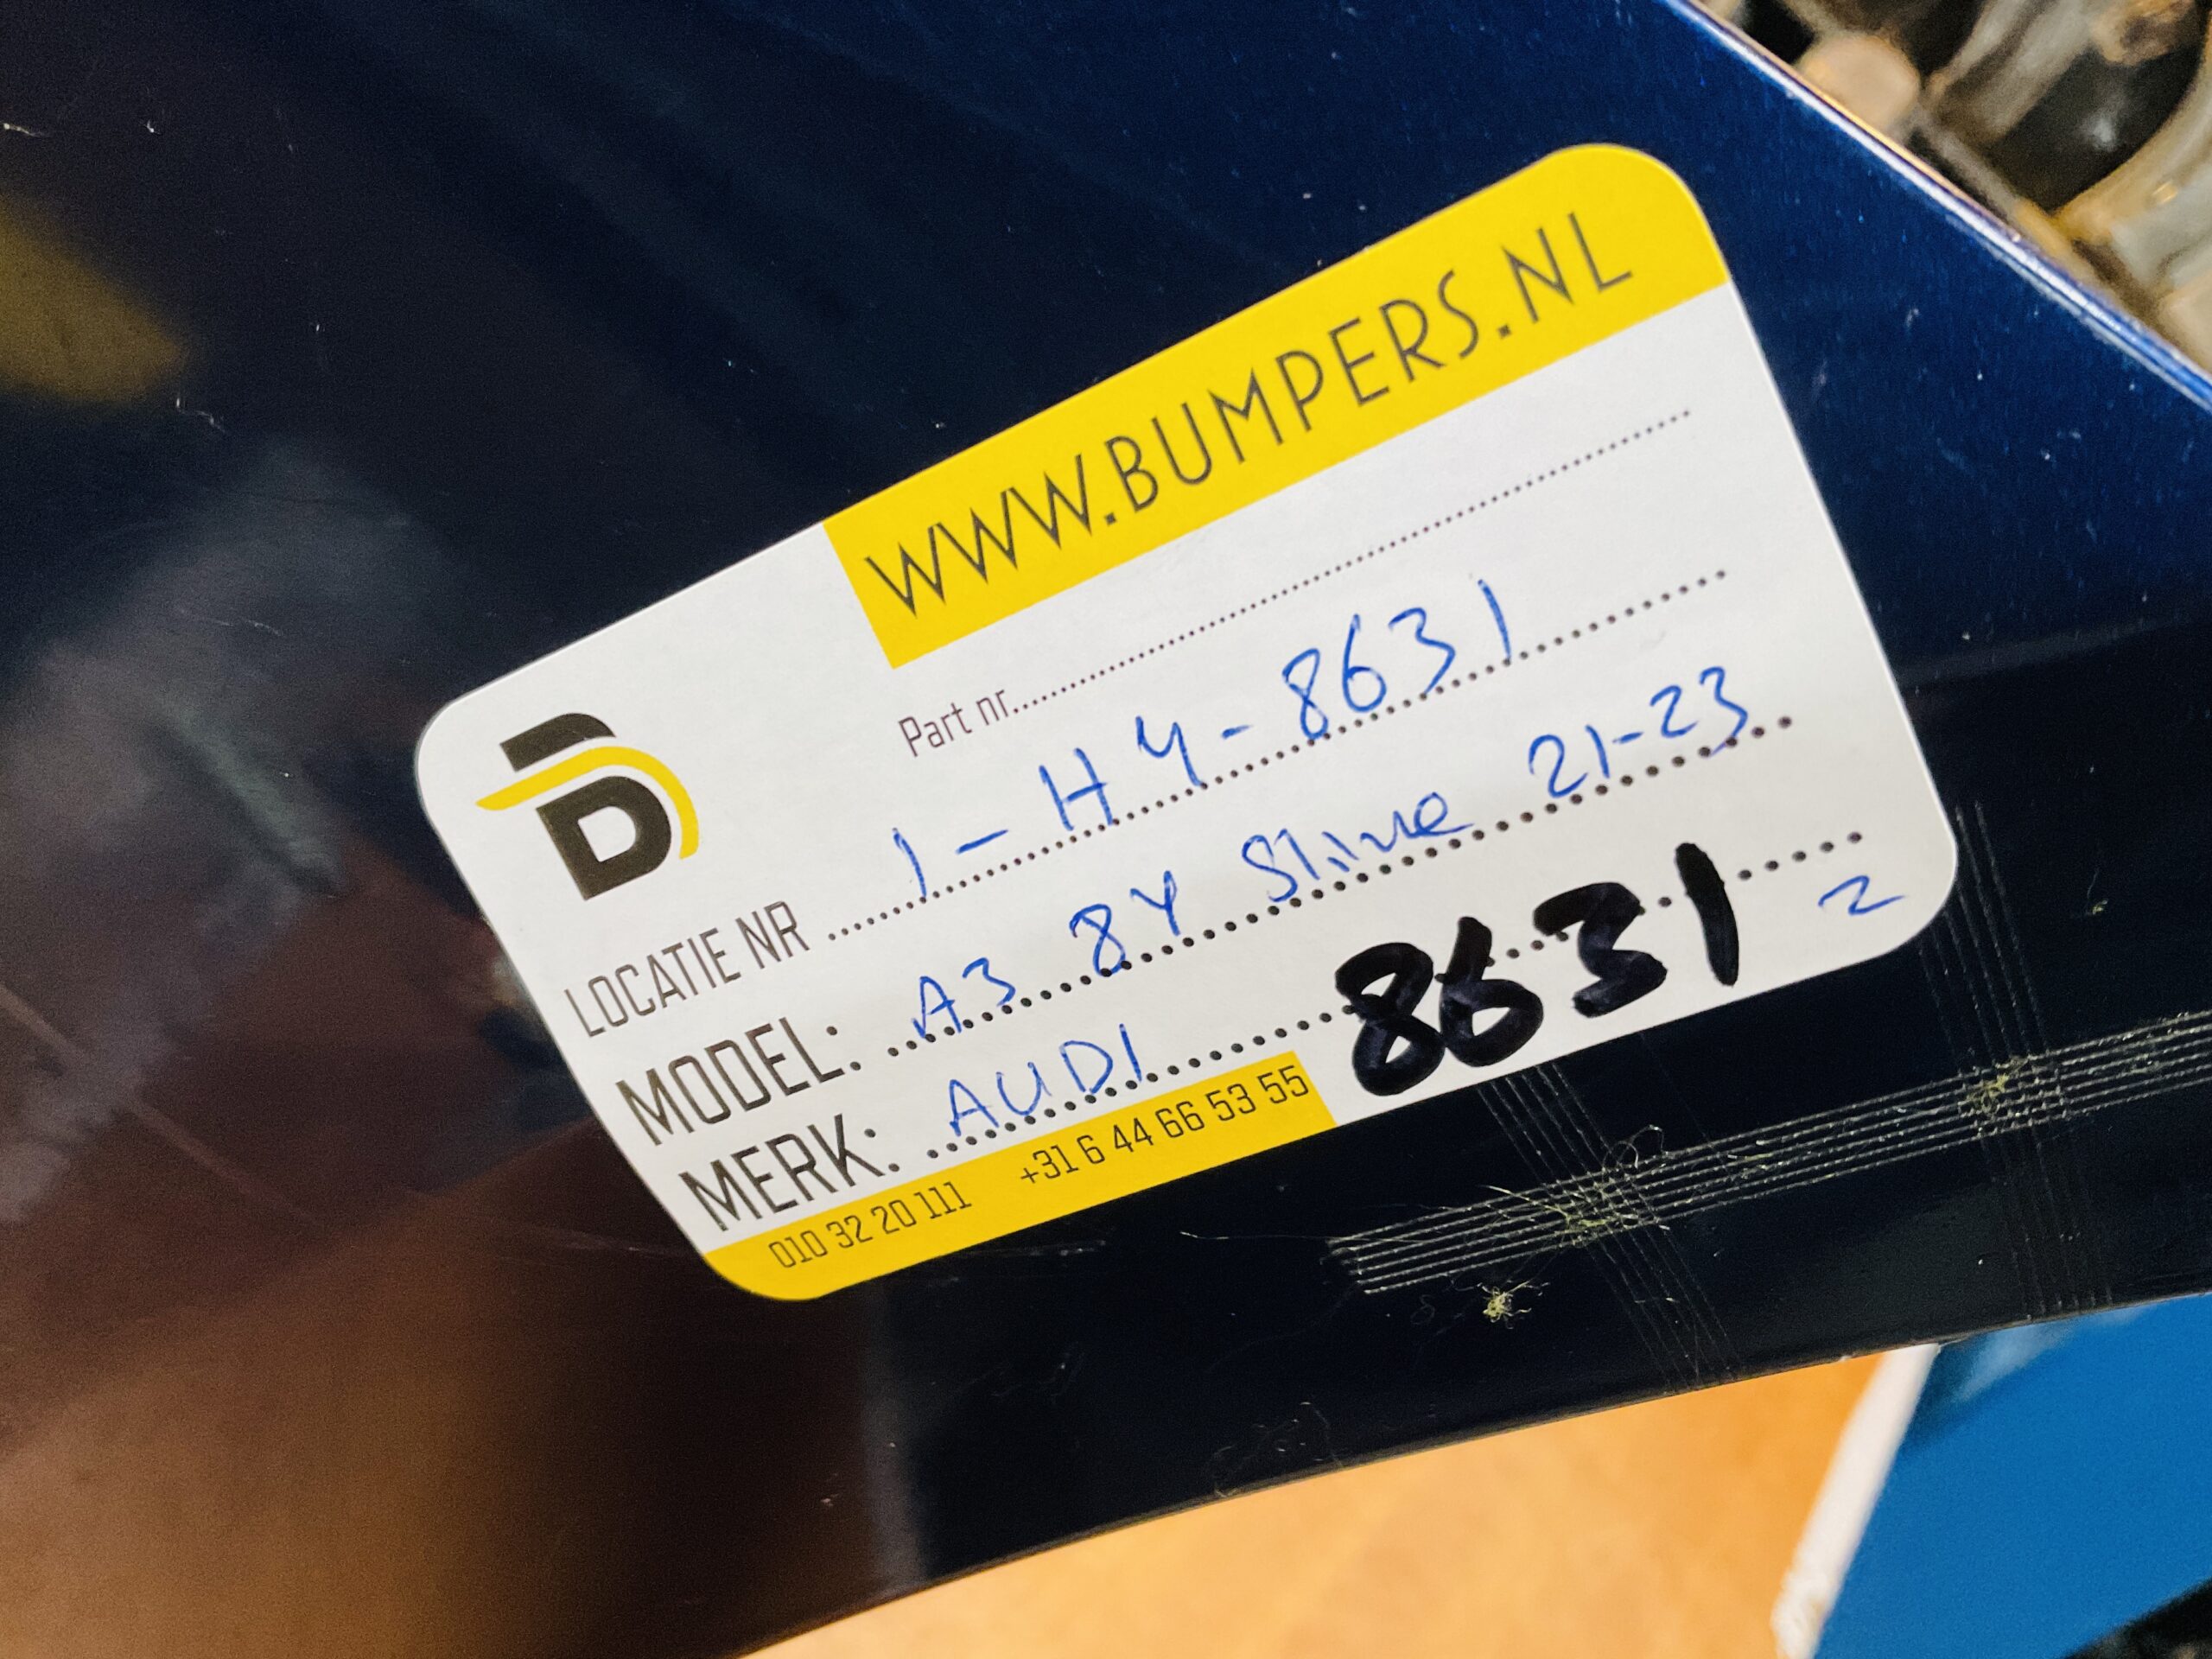 WWW.BUMPERS.NL
Part nr..........
LOCATIE NR .......... 1 - H4 - 8631
MODEL: .......... A3 8Y Sline 21-23
MERK: .......... AUDI 8631 2
010 32 20 111 +31 6 44 66 53 55